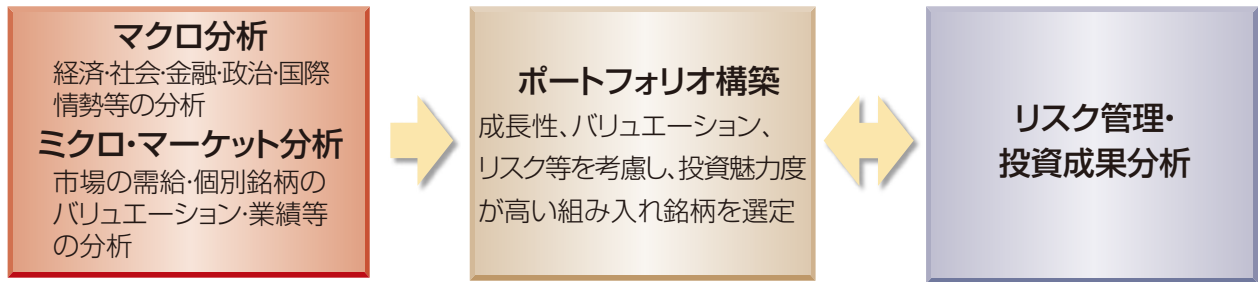 マクロ分析
経済・社会・金融・政治・国際
情勢等の分析
ミクロ・マーケット分析
市場の需給・個別銘柄の
バリュエーション・業績等
の分析
ポートフォリオ構築
成長性、バリュエーション、
リスク等を考慮し、投資魅力度
が高い組み入れ銘柄を選定
リスク管理・
投資成果分析